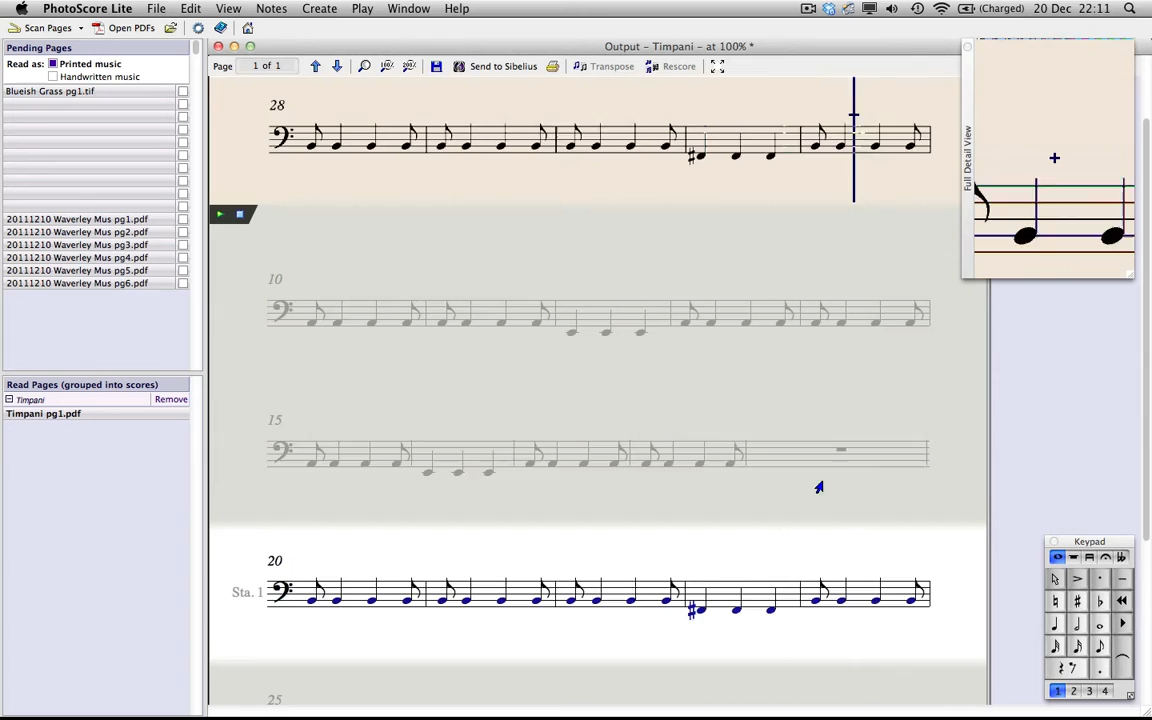 PhotoScore Lite File Edit View Notes Create Play Window Help (Charged) 20 Dec 22:11
Scan Pages Open PDFs
Output – Timpani – at 100% *
Pending Pages
Read as: Printed music
Handwritten music
Page 1 of 1 Send to Sibelius Transpose Rescore
Blueish Grass pg1.tif
28
Full Detail View
20111210 Waverley Mus pg1.pdf
20111210 Waverley Mus pg2.pdf
20111210 Waverley Mus pg3.pdf
20111210 Waverley Mus pg4.pdf
20111210 Waverley Mus pg5.pdf
20111210 Waverley Mus pg6.pdf
10
Read Pages (grouped into scores)
Timpani Remove
Timpani pg1.pdf
15
20
Sta. 1
25
Keypad
1 2 3 4